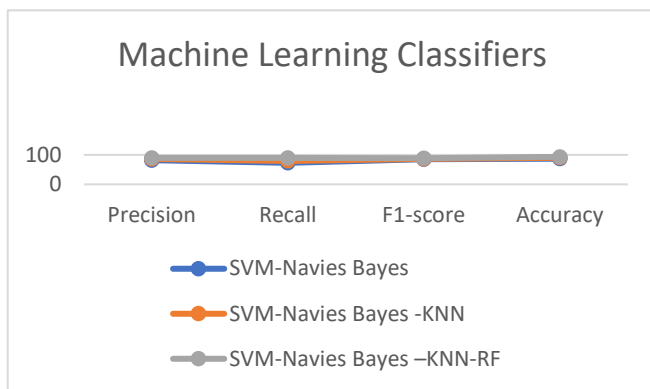 Machine Learning Classifiers
100
0
Precision Recall F1-score Accuracy
SVM-Navies Bayes
SVM-Navies Bayes -KNN
SVM-Navies Bayes –KNN-RF